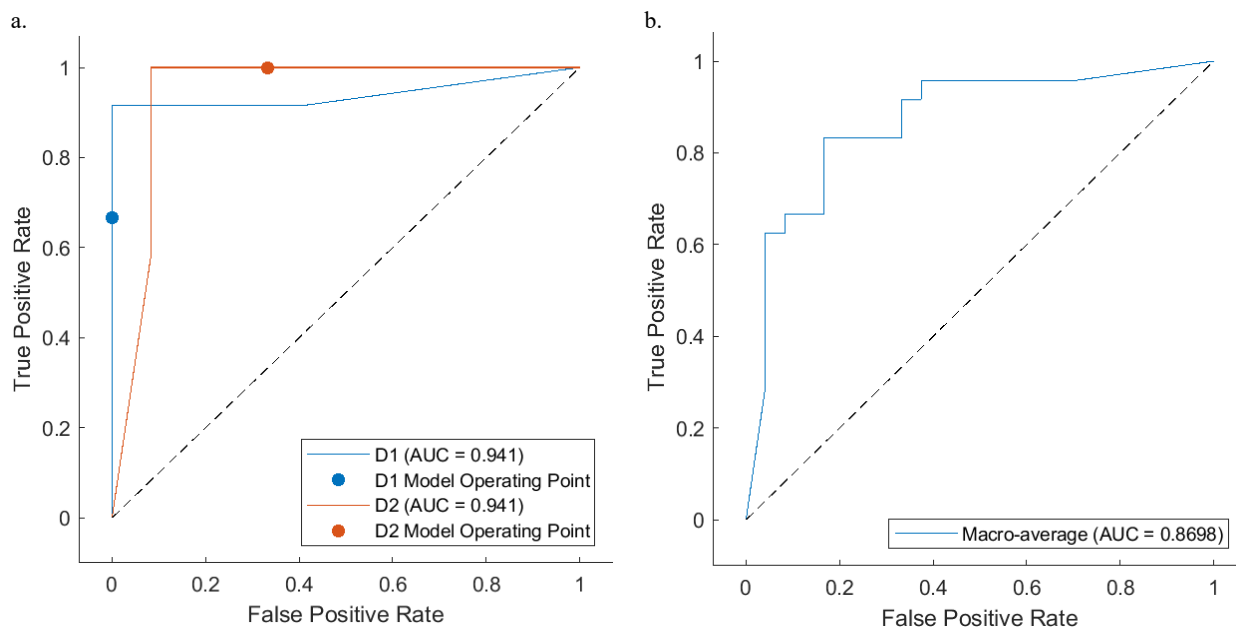 a.
1
0.8
0.6
0.4
0.2
0
True Positive Rate
D1 (AUC = 0.941)
D1 Model Operating Point
D2 (AUC = 0.941)
D2 Model Operating Point
0
0.2
0.4
0.6
0.8
1
False Positive Rate
b.
1
0.8
0.6
0.4
0.2
0
True Positive Rate
Macro-average (AUC = 0.8698)
0
0.2
0.4
0.6
0.8
1
False Positive Rate